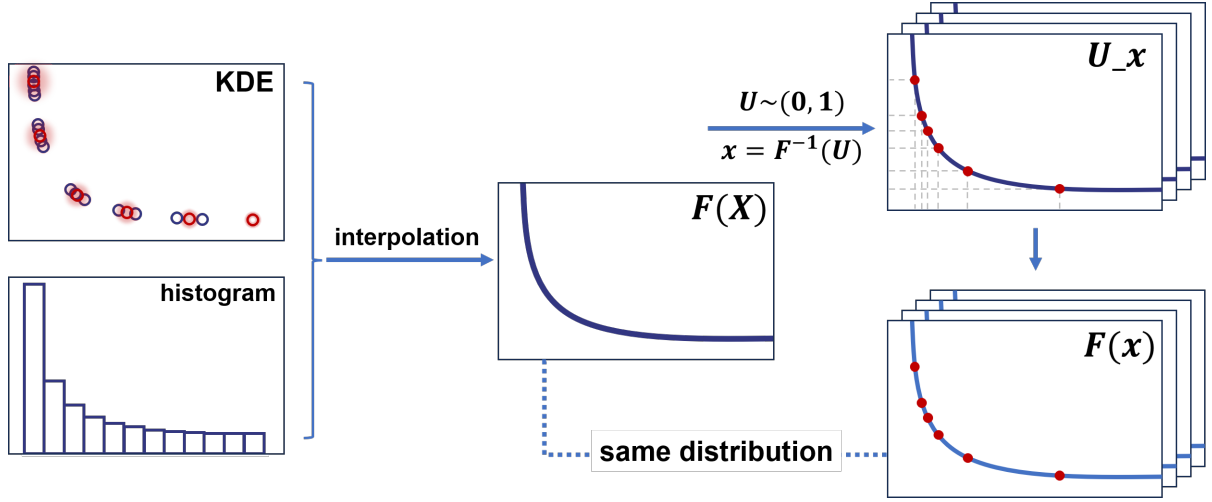 KDE
histogram
interpolation
F(X)
U~(0, 1)
x = F⁻¹(U)
U_x
F(x)
same distribution